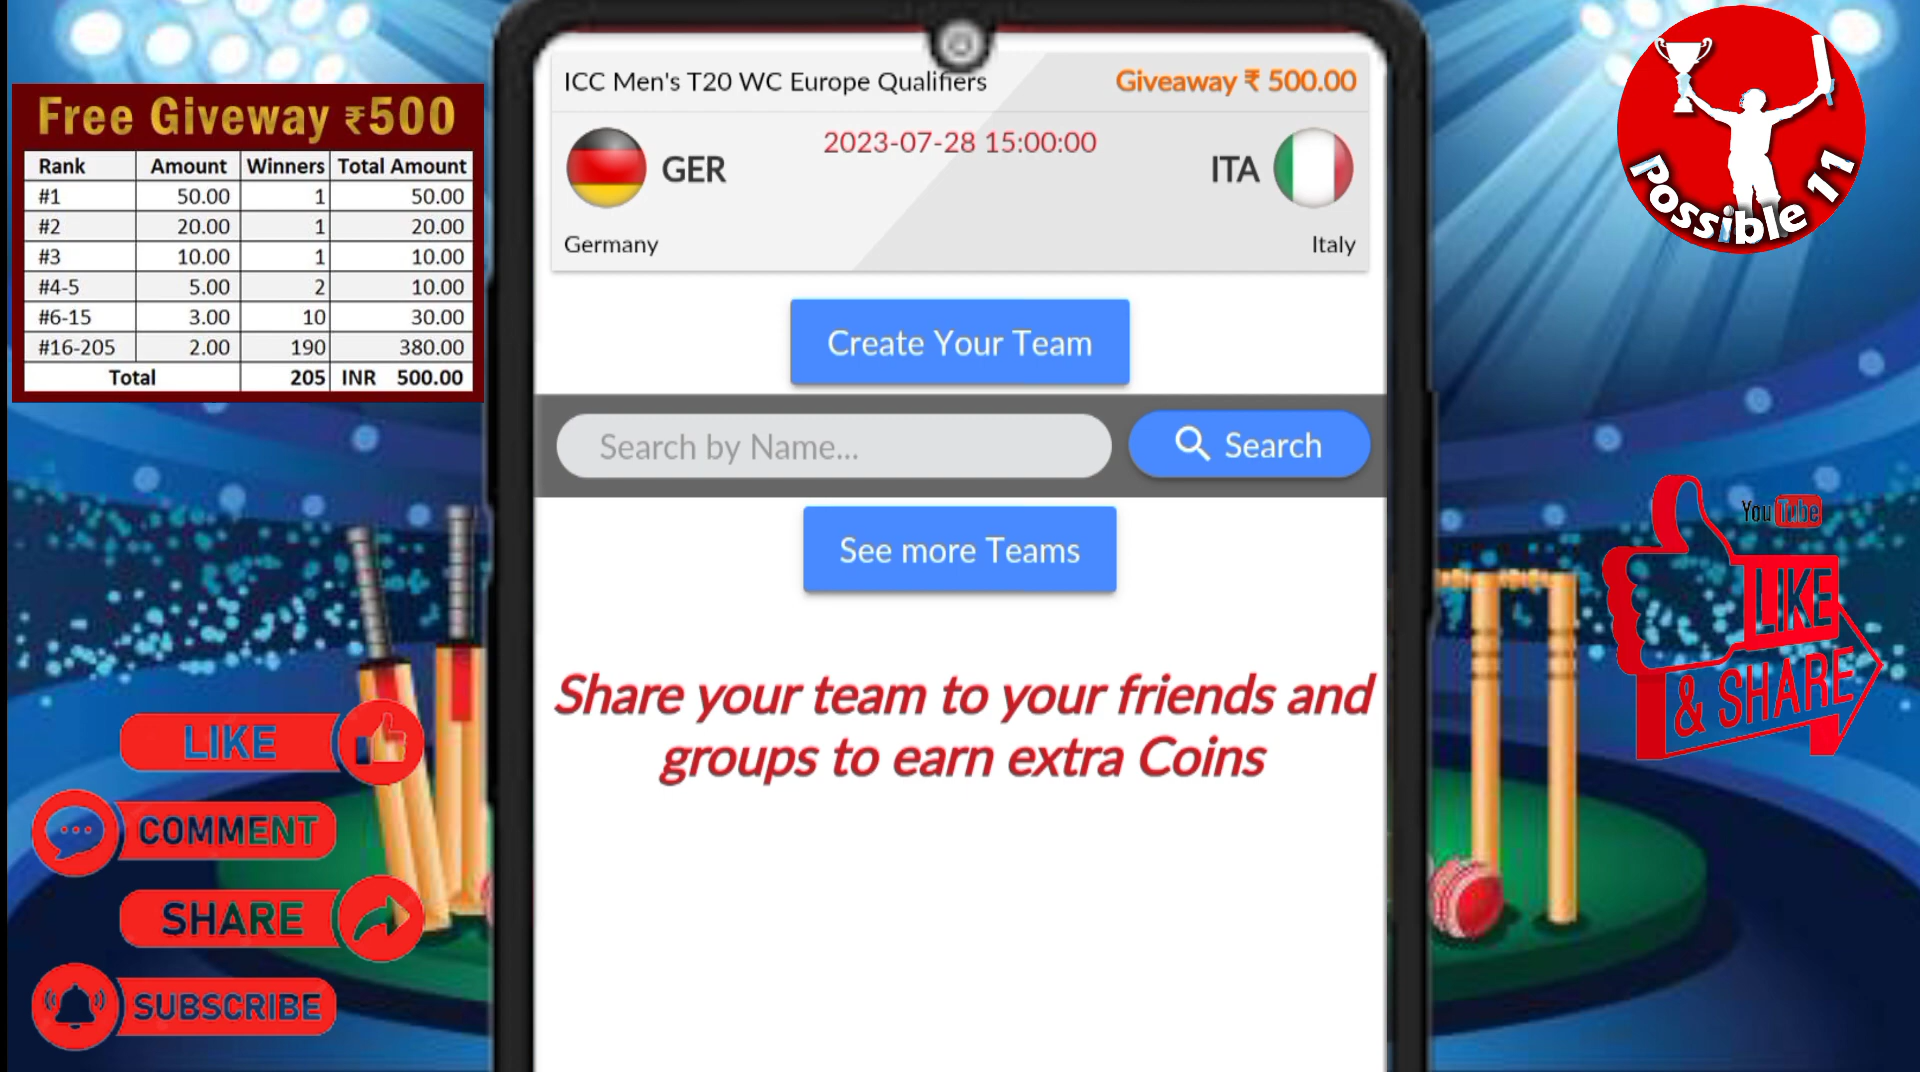 Free Giveway ₹500
Rank Amount Winners Total Amount
#1 50.00 1 50.00
#2 20.00 1 20.00
#3 10.00 1 10.00
#4-5 5.00 2 10.00
#6-15 3.00 10 30.00
#16-205 2.00 190 380.00
Total 205 INR 500.00
LIKE
COMMENT
SHARE
SUBSCRIBE
ICC Men's T20 WC Europe Qualifiers Giveaway ₹ 500.00
2023-07-28 15:00:00
GER ITA
Germany Italy
Create Your Team
Search by Name... Search
See more Teams
Share your team to your friends and
groups to earn extra Coins
Possible 11
YouTube
LIKE
& SHARE